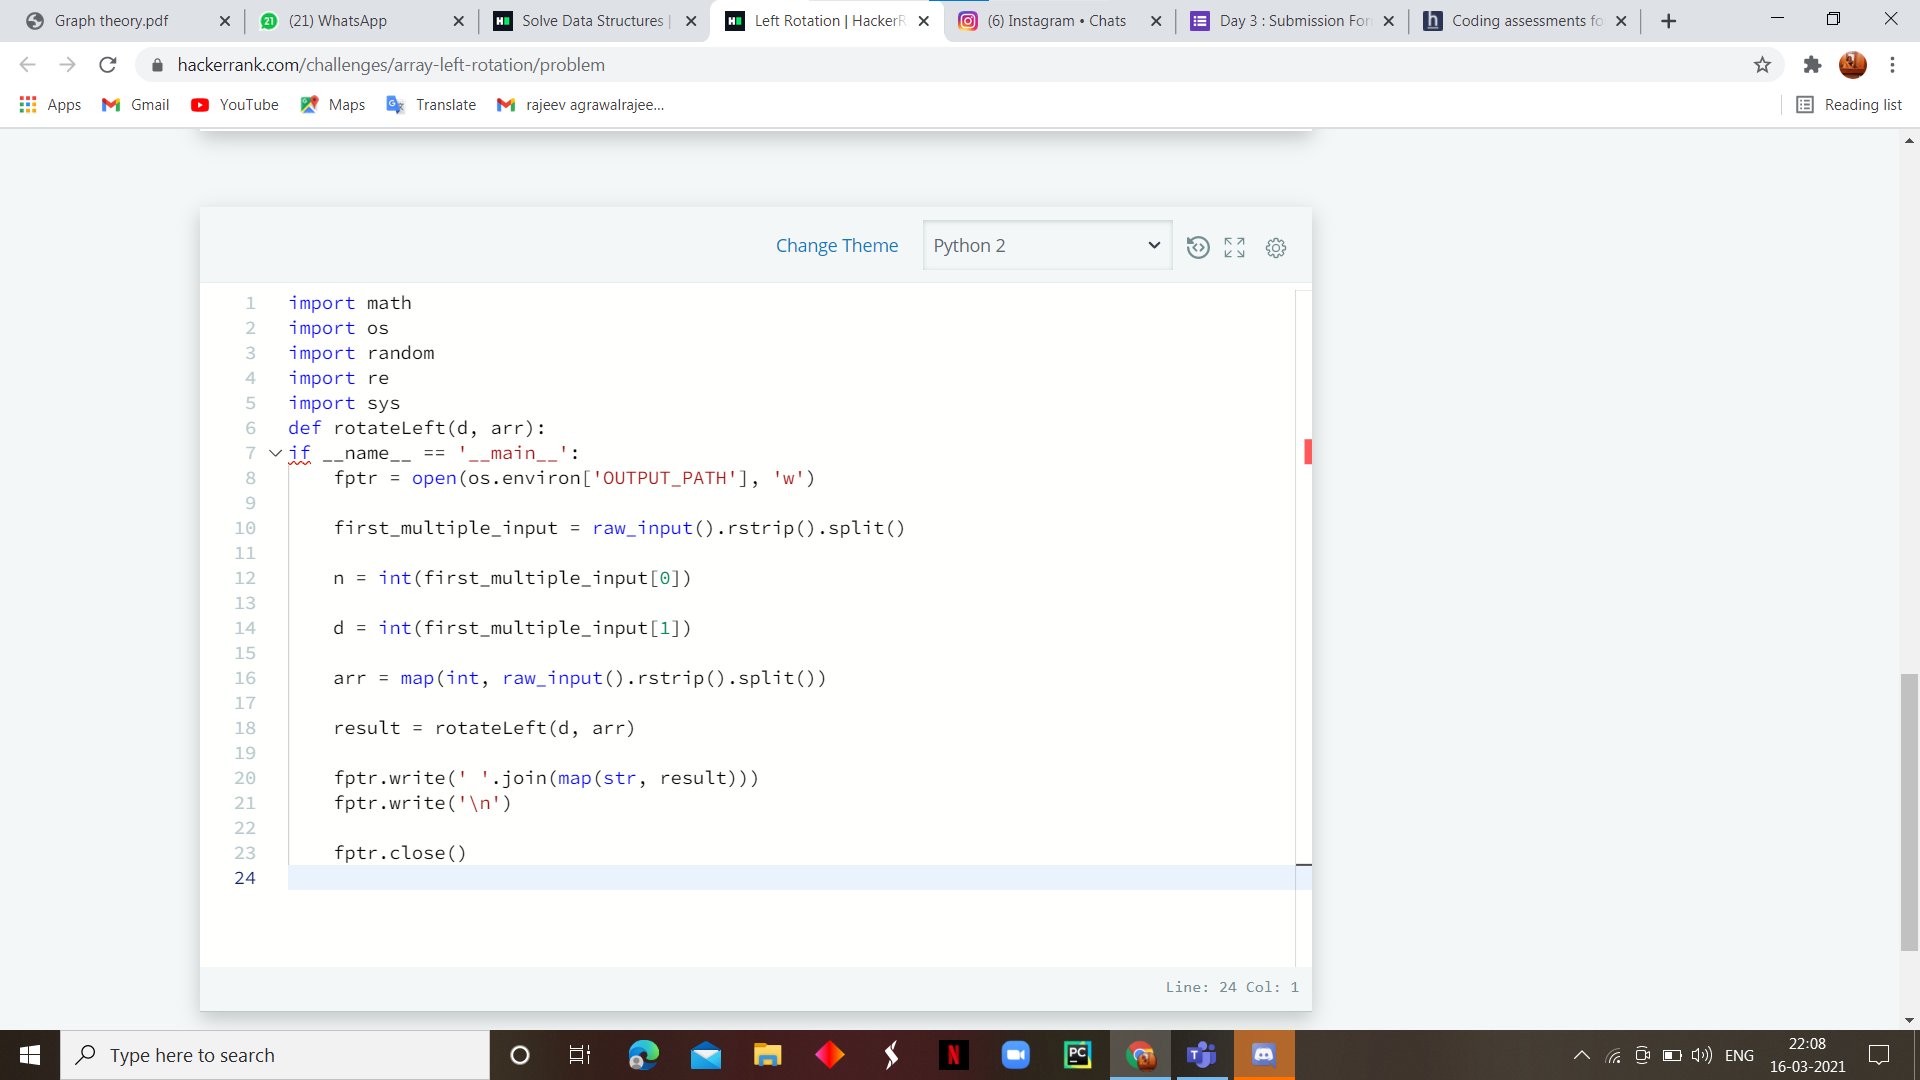 Graph theory.pdf
21
(21) WhatsApp
Solve Data Structures |
Left Rotation | HackerR
(6) Instagram • Chats
Day 3 : Submission For
h
Coding assessments fo
hackerrank.com/challenges/array-left-rotation/problem
Apps
Gmail
YouTube
Maps
Translate
rajeev agrawalrajee...
Reading list
Change Theme
Python 2
1 import math
2 import os
3 import random
4 import re
5 import sys
6 def rotateLeft(d, arr):
7 if __name__ == '__main__':
8 fptr = open(os.environ['OUTPUT_PATH'], 'w')
9
10 first_multiple_input = raw_input().rstrip().split()
11
12 n = int(first_multiple_input[0])
13
14 d = int(first_multiple_input[1])
15
16 arr = map(int, raw_input().rstrip().split())
17
18 result = rotateLeft(d, arr)
19
20 fptr.write(' '.join(map(str, result)))
21 fptr.write('\n')
22
23 fptr.close()
24
Line: 24 Col: 1
Type here to search
N
PC
ENG
22:08
16-03-2021